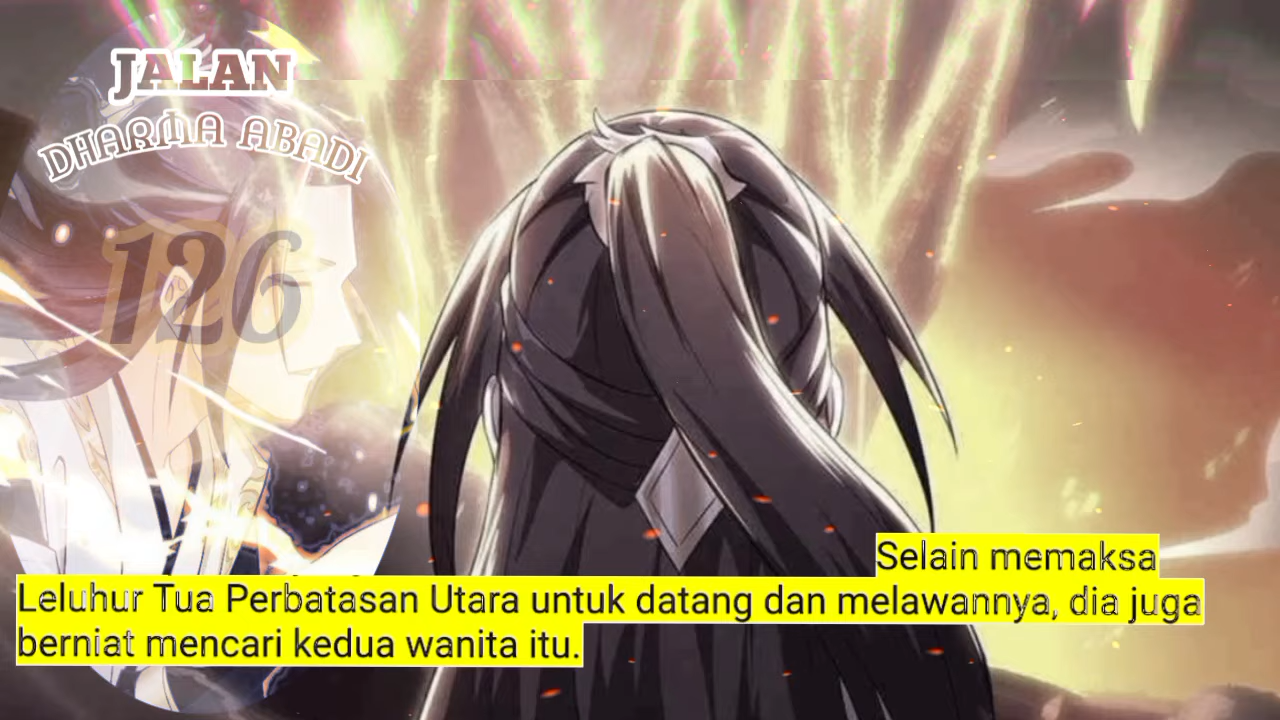 JALAN
DHARMA ABADI
126
Selain memaksa
Leluhur Tua Perbatasan Utara untuk datang dan melawannya, dia juga
berniat mencari kedua wanita itu.